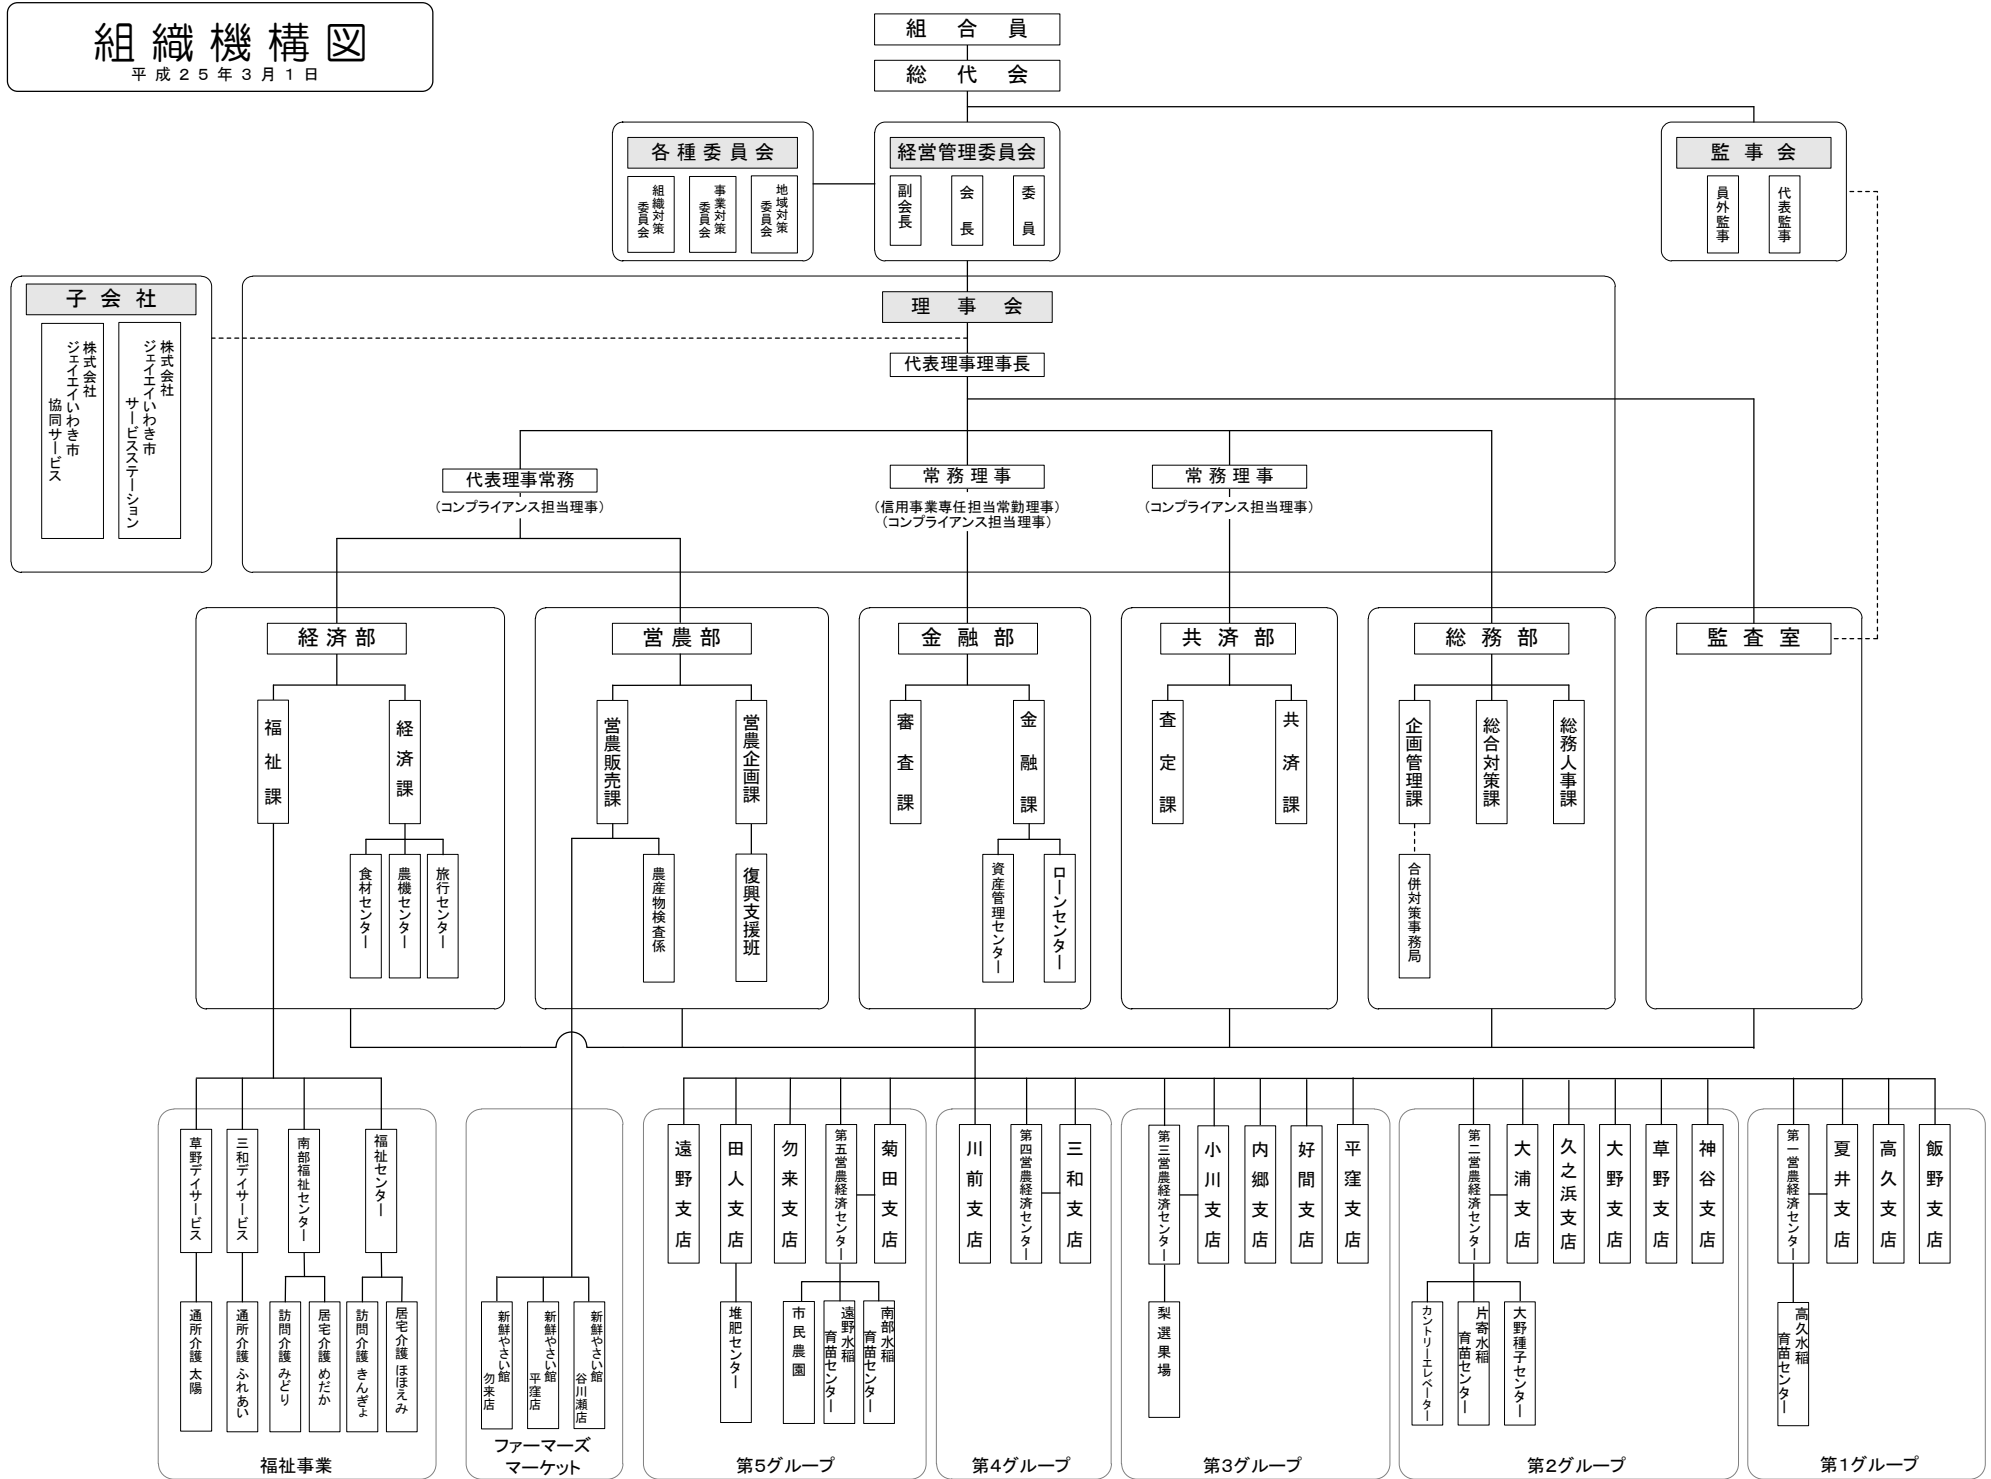 組織機構図
平成25年3月1日
組合員
総代会
各種委員会
組織対策
委員会
事業対策
委員会
地域対策
委員会
経営管理委員会
副会長
会長
委員
監事会
員外監事
代表監事
子会社
株式会社
ジェイエイいわき市
協同サービス
株式会社
ジェイエイいわき市
サービスステーション
理事会
代表理事理事長
代表理事常務
(コンプライアンス担当理事)
常務理事
(信用事業専任担当常勤理事)
(コンプライアンス担当理事)
常務理事
(コンプライアンス担当理事)
経済部
福祉課
経済課
食材センター
農機センター
旅行センター
営農部
営農販売課
営農企画課
農産物検査係
復興支援班
金融部
審査課
金融課
資産管理センター
ローンセンター
共済部
査定課
共済課
総務部
企画管理課
総合対策課
総務人事課
合併対策事務局
監査室
草野デイサービス
三和デイサービス
南部福祉センター
福祉センター
通所介護 太陽
通所介護 ふれあい
訪問介護 みどり
居宅介護 めだか
訪問介護 きんぎょ
居宅介護 ほほえみ
福祉事業
新鮮やさい館
勿来店
新鮮やさい館
平窪店
新鮮やさい館
谷川瀬店
ファーマーズ
マーケット
遠野支店
田人支店
勿来支店
第五営農経済センター
菊田支店
堆肥センター
市民農園
遠野水稲
育苗センター
南部水稲
育苗センター
第5グループ
川前支店
第四営農経済センター
三和支店
第4グループ
第三営農経済センター
小川支店
内郷支店
好間支店
平窪支店
梨選果場
第3グループ
第二営農経済センター
大浦支店
久之浜支店
大野支店
草野支店
神谷支店
カントリーエレベーター
片寄水稲
育苗センター
大野種子センター
第2グループ
第一営農経済センター
夏井支店
高久支店
飯野支店
高久水稲
育苗センター
第1グループ